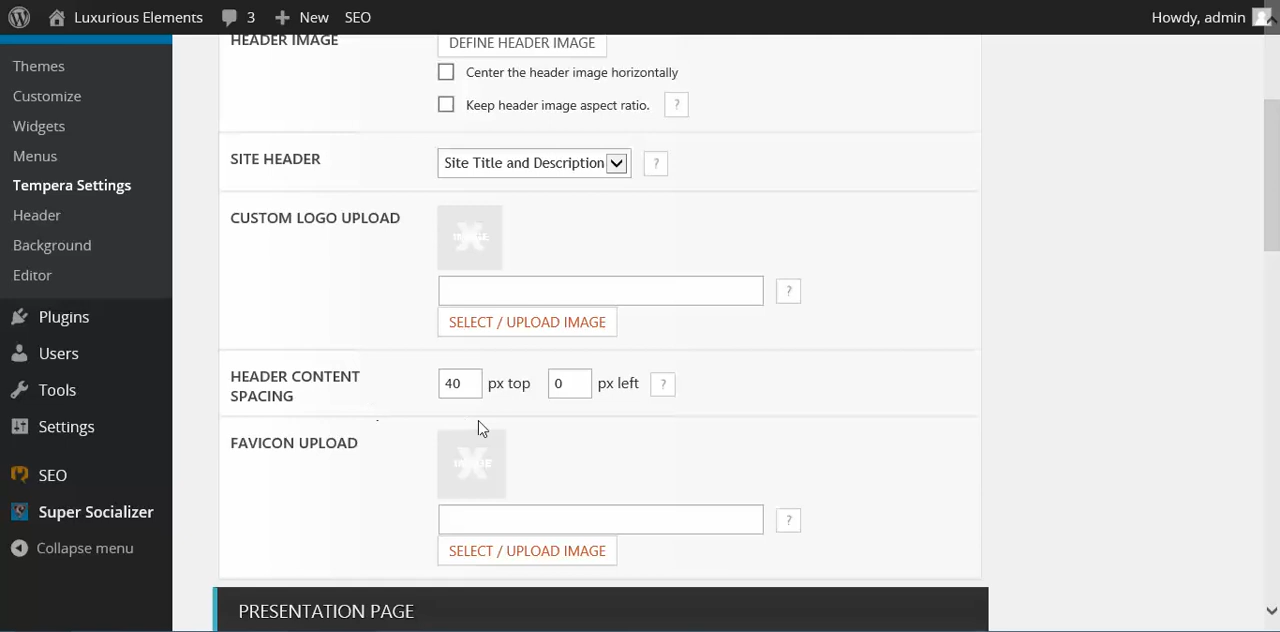 Luxurious Elements
3
New
SEO
Howdy, admin
Themes
Customize
Widgets
Menus
Tempera Settings
Header
Background
Editor
Plugins
Users
Tools
Settings
SEO
Super Socializer
Collapse menu
HEADER IMAGE
DEFINE HEADER IMAGE
Center the header image horizontally
Keep header image aspect ratio.
?
SITE HEADER
Site Title and Description
?
CUSTOM LOGO UPLOAD
IMAGE
?
SELECT / UPLOAD IMAGE
HEADER CONTENT
SPACING
40 px top 0 px left ?
FAVICON UPLOAD
IMAGE
?
SELECT / UPLOAD IMAGE
PRESENTATION PAGE